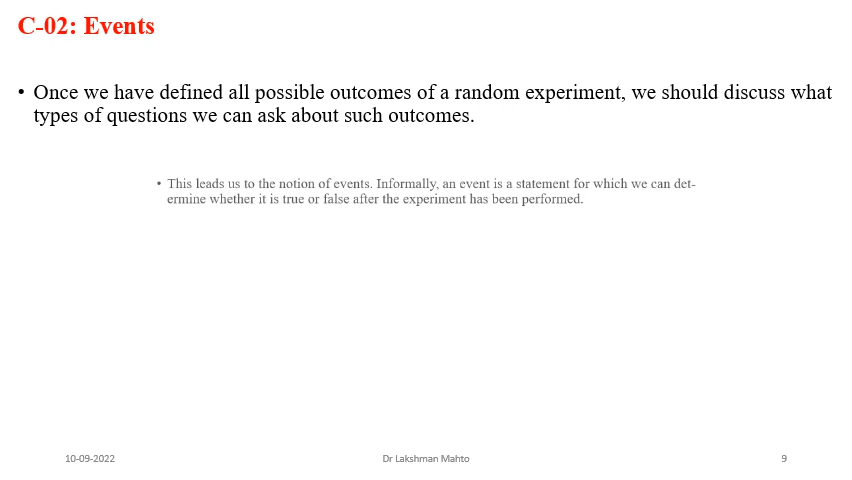 C-02: Events
• Once we have defined all possible outcomes of a random experiment, we should discuss what
types of questions we can ask about such outcomes.
• This leads us to the notion of events. Informally, an event is a statement for which we can det-
ermine whether it is true or false after the experiment has been performed.
10-09-2022
Dr Lakshman Mahto
9